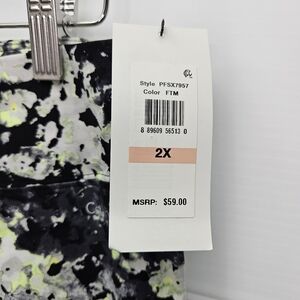 Style PFSX7957
Color FTM
8 89609 56513 0
2X
MSRP: $59.00